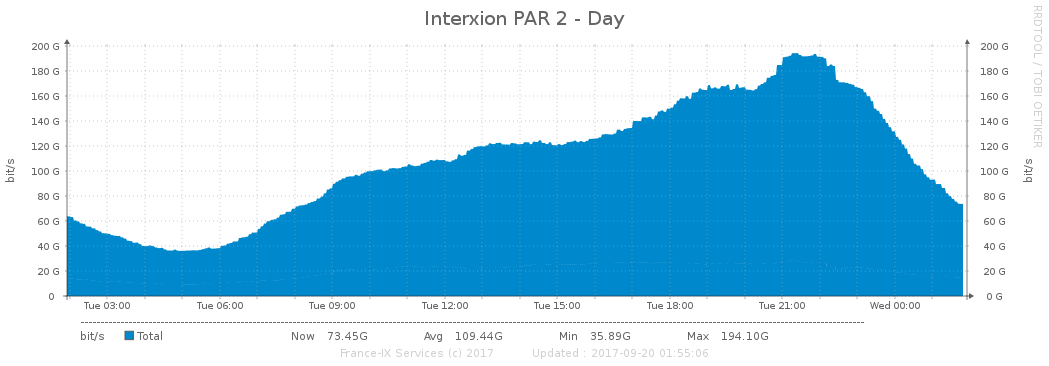 Interxion PAR 2 - Day
RRDTOOL / TOBI OETIKER
bit/s
bit/s
200 G 200 G
180 G 180 G
160 G 160 G
140 G 140 G
120 G 120 G
100 G 100 G
80 G 80 G
60 G 60 G
40 G 40 G
20 G 20 G
0 0 G
Tue 03:00 Tue 06:00 Tue 09:00 Tue 12:00 Tue 15:00 Tue 18:00 Tue 21:00 Wed 00:00
bit/s Total Now 73.45G Avg 109.44G Min 35.89G Max 194.10G
France-IX Services (c) 2017 Updated : 2017-09-20 01:55:06